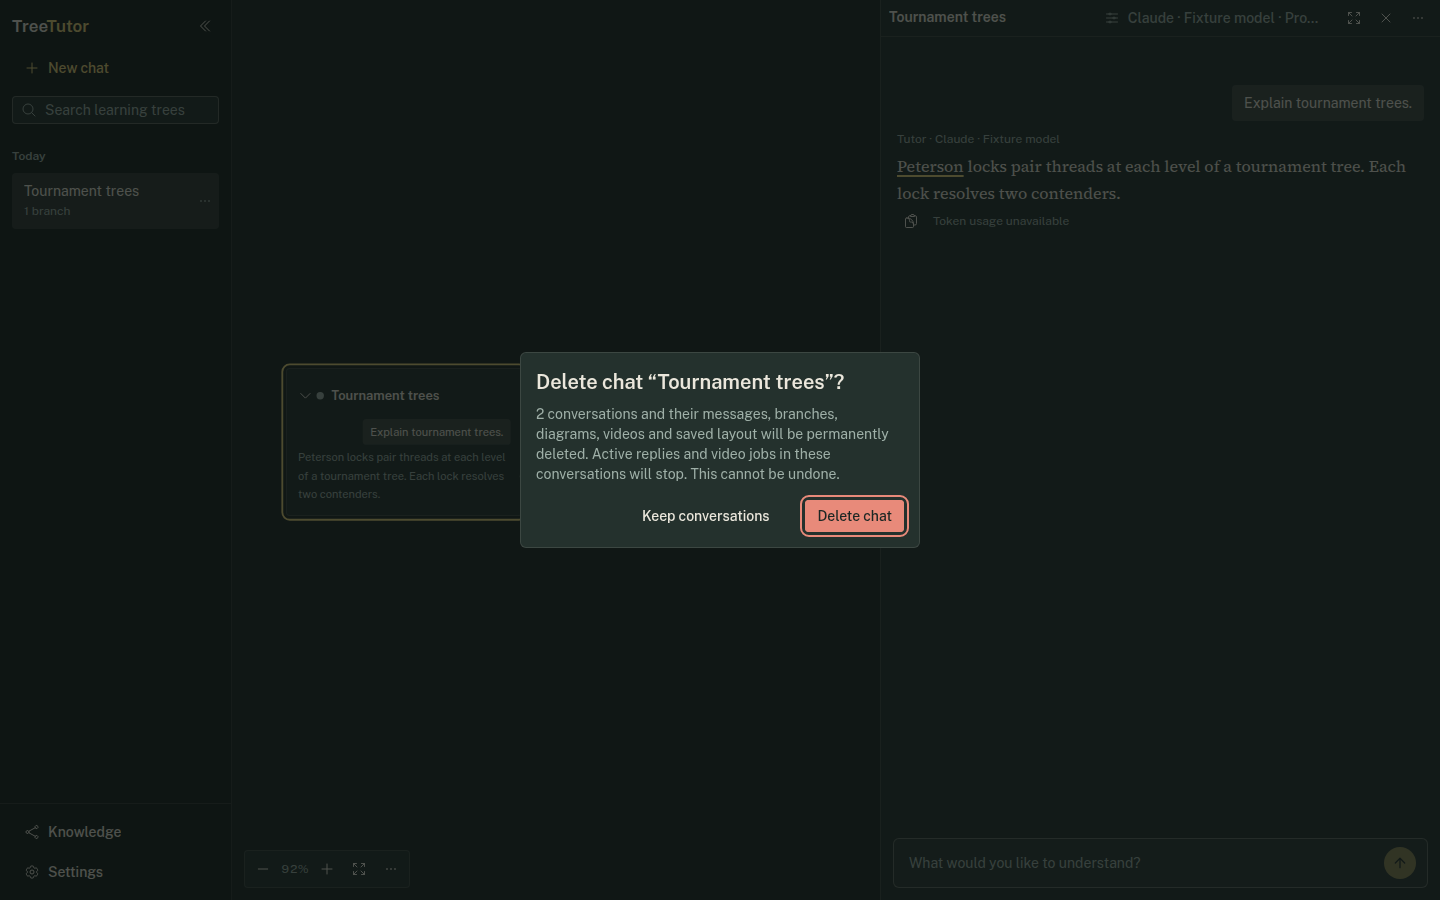 TreeTutor
New chat
Search learning trees
Today
Tournament trees
1 branch
Knowledge
Settings
Tournament trees
Explain tournament trees.
Peterson locks pair threads at each level
of a tournament tree. Each lock resolves
two contenders.
92%
Delete chat “Tournament trees”?
2 conversations and their messages, branches,
diagrams, videos and saved layout will be permanently
deleted. Active replies and video jobs in these
conversations will stop. This cannot be undone.
Keep conversations
Delete chat
Tournament trees
Claude · Fixture model · Pro...
Explain tournament trees.
Tutor · Claude · Fixture model
Peterson locks pair threads at each level of a tournament tree. Each
lock resolves two contenders.
Token usage unavailable
What would you like to understand?